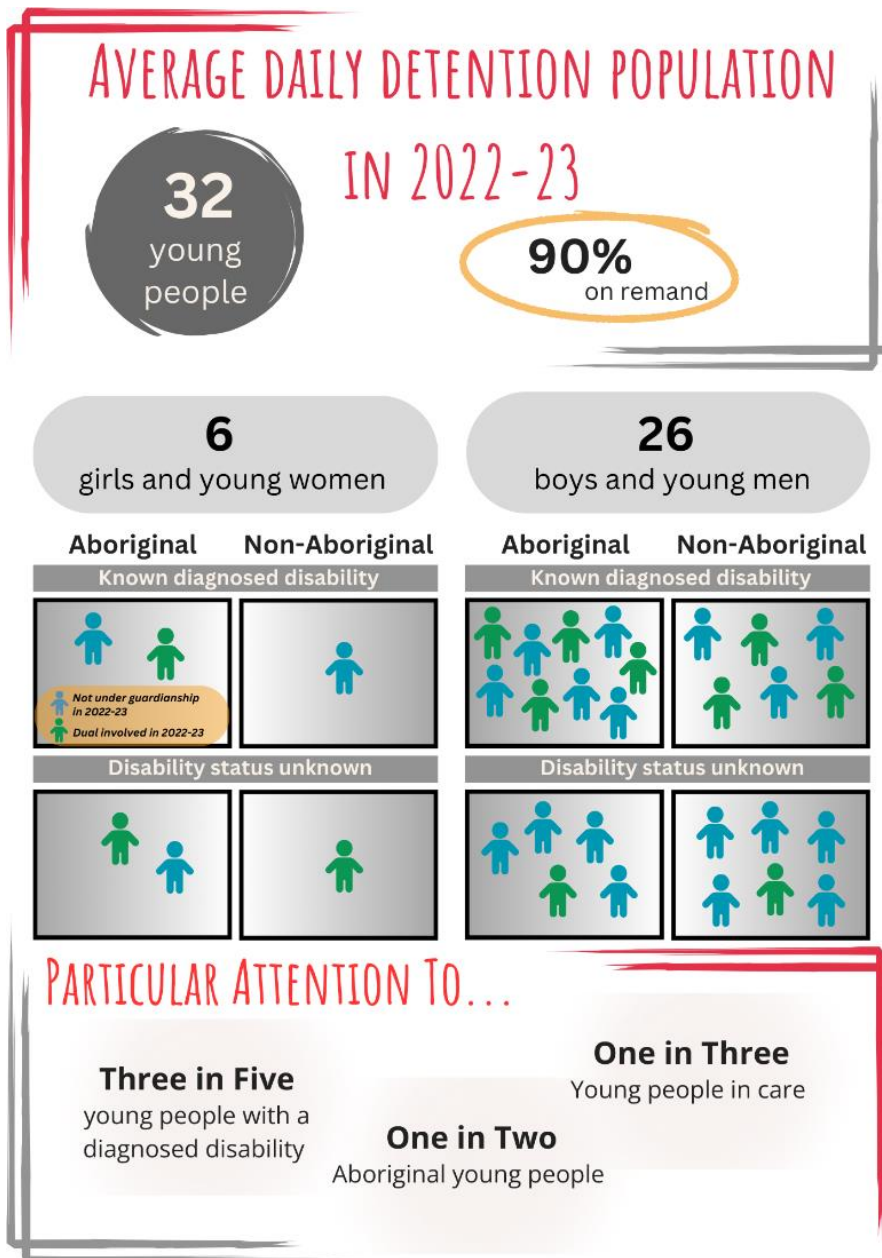 AVERAGE DAILY DETENTION POPULATION
IN 2022-23
32
young
people
90%
on remand
6
girls and young women
26
boys and young men
Aboriginal Non-Aboriginal
Known diagnosed disability
Aboriginal Non-Aboriginal
Known diagnosed disability
Not under guardianship
in 2022-23
Dual involved in 2022-23
Disability status unknown
Disability status unknown
PARTICULAR ATTENTION TO...
Three in Five
young people with a
diagnosed disability
One in Two
Aboriginal young people
One in Three
Young people in care